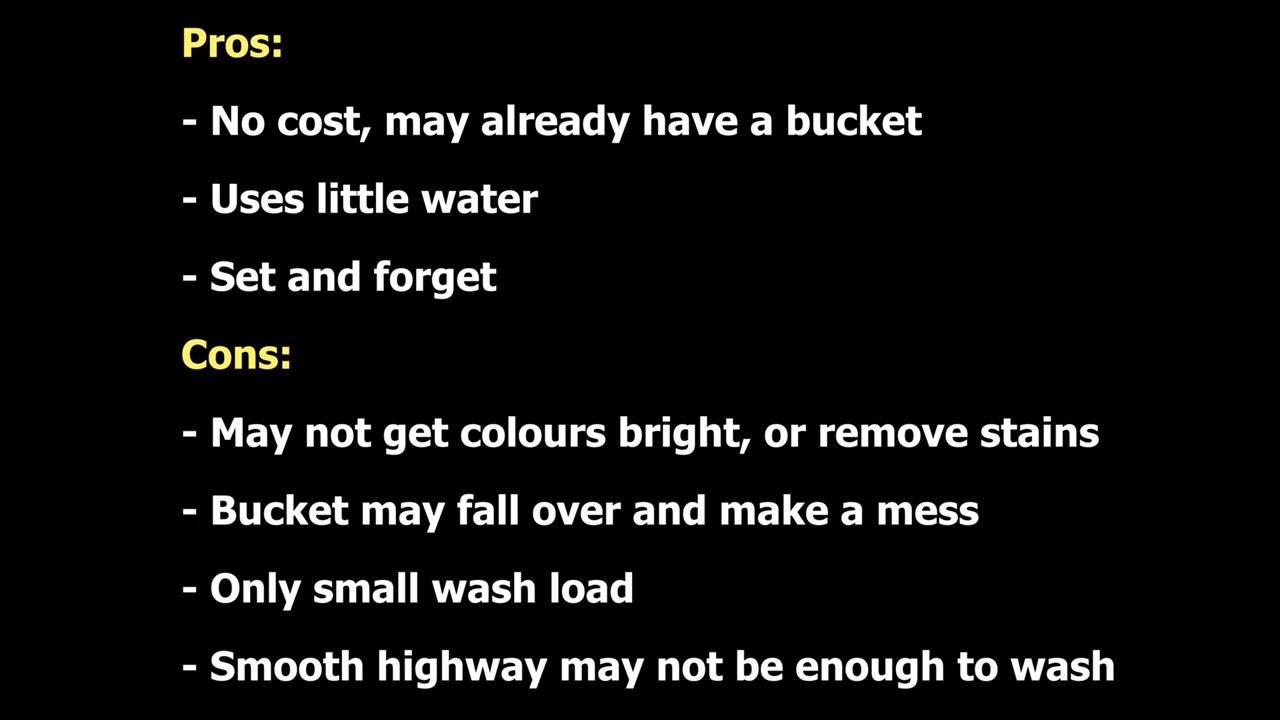 Pros:
- No cost, may already have a bucket
- Uses little water
- Set and forget
Cons:
- May not get colours bright, or remove stains
- Bucket may fall over and make a mess
- Only small wash load
- Smooth highway may not be enough to wash